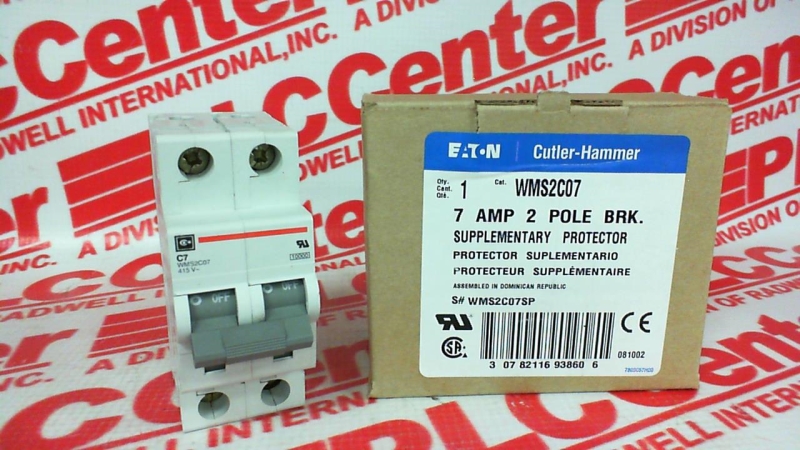 PLCCenter
A DIVISION OF RADWELL INTERNATIONAL, INC.
C7
WMS2C07
415 V~
10000
OFF
OFF
EATON
Cutler-Hammer
Qty.
Cant.
Qté.
1
Cat.
WMS2C07
7 AMP 2 POLE BRK.
SUPPLEMENTARY PROTECTOR
PROTECTOR SUPLEMENTARIO
PROTECTEUR SUPPLÉMENTAIRE
ASSEMBLED IN DOMINICAN REPUBLIC
S# WMS2C07SP
CE
081002
3 07 82116 93860 6